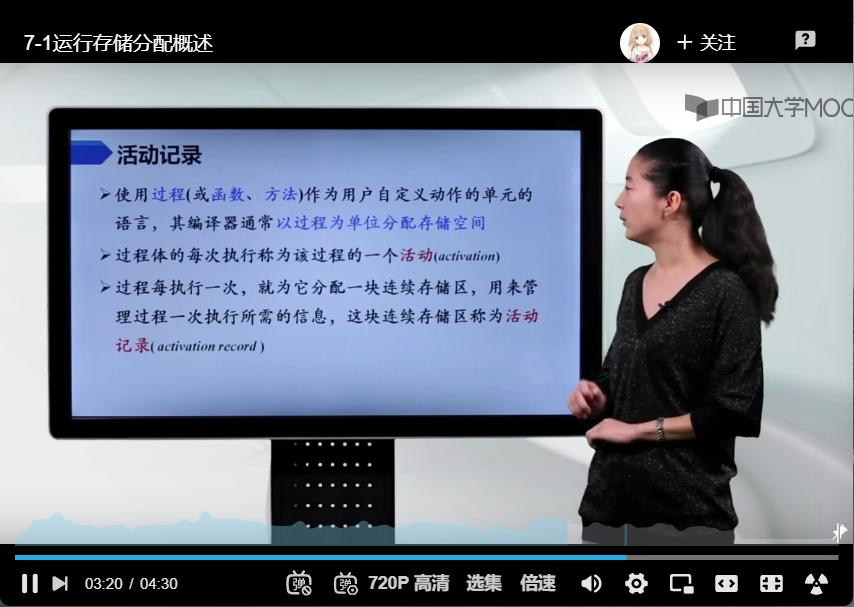 7-1运行存储分配概述
+ 关注
?
中国大学MOOC
活动记录
➢使用过程(或函数、方法)作为用户自定义动作的单元的
语言，其编译器通常以过程为单位分配存储空间
➢过程体的每次执行称为该过程的一个活动(activation)
➢过程每执行一次，就为它分配一块连续存储区，用来管
理过程一次执行所需的信息，这块连续存储区称为活动
记录( activation record )
03:20 / 04:30 弹 弹 720P 高清 选集 倍速